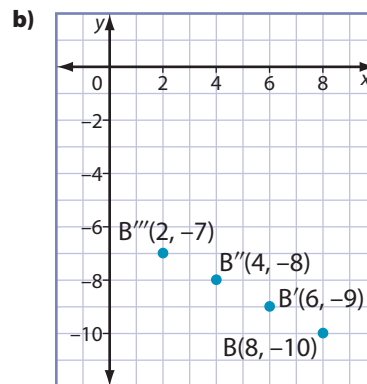 b)
y
x
0 2 4 6 8
–2
–4
–6
B‴(2, –7)
B″(4, –8)
–8
B′(6, –9)
–10
B(8, –10)